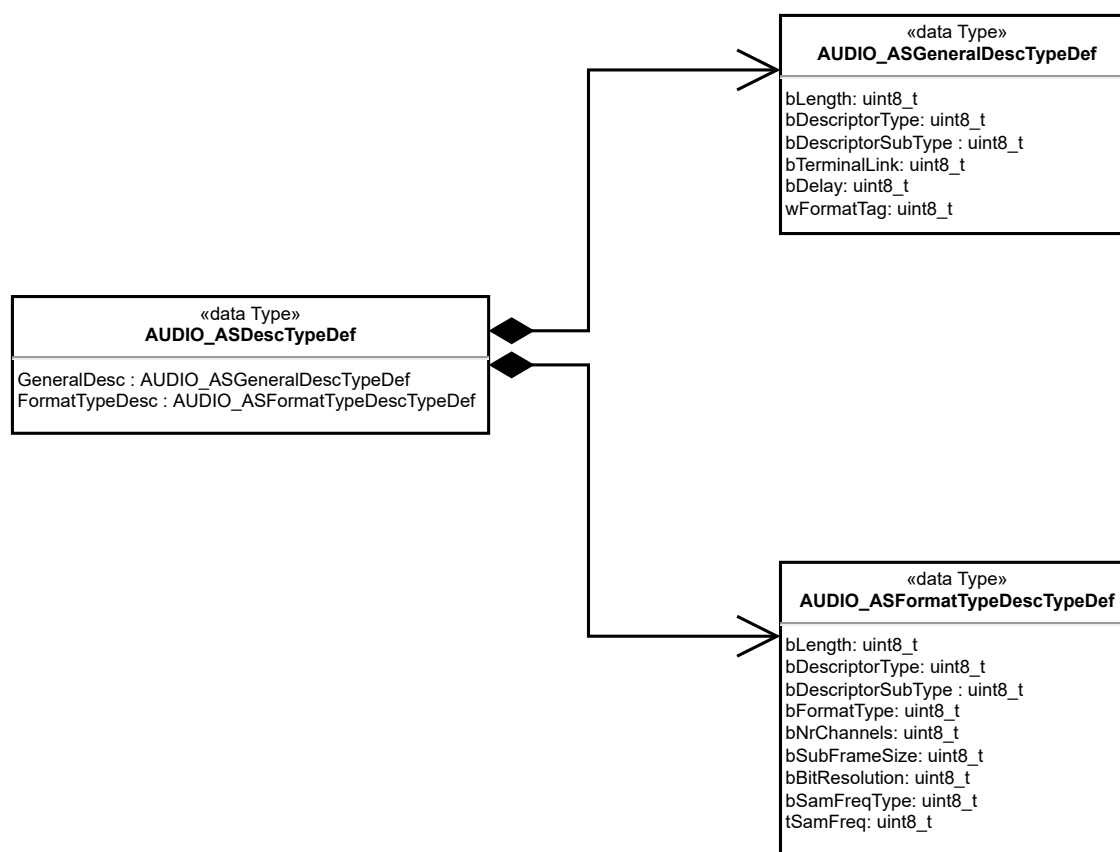 «data Type»
AUDIO_ASGeneralDescTypeDef
bLength: uint8_t
bDescriptorType: uint8_t
bDescriptorSubType : uint8_t
bTerminalLink: uint8_t
bDelay: uint8_t
wFormatTag: uint8_t
«data Type»
AUDIO_ASDescTypeDef
GeneralDesc : AUDIO_ASGeneralDescTypeDef
FormatTypeDesc : AUDIO_ASFormatTypeDescTypeDef
«data Type»
AUDIO_ASFormatTypeDescTypeDef
bLength: uint8_t
bDescriptorType: uint8_t
bDescriptorSubType : uint8_t
bFormatType: uint8_t
bNrChannels: uint8_t
bSubFrameSize: uint8_t
bBitResolution: uint8_t
bSamFreqType: uint8_t
tSamFreq: uint8_t